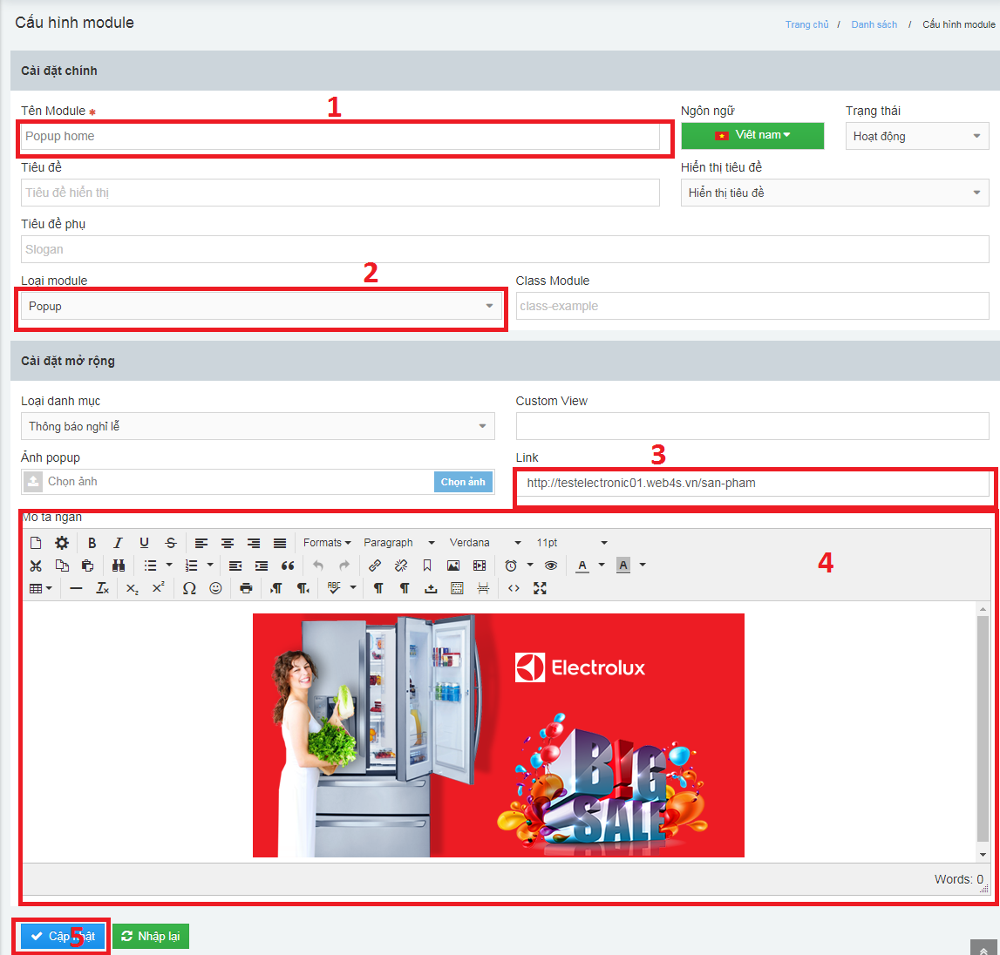 Cấu hình module
Trang chủ / Danh sách / Cấu hình module
Cài đặt chính
1
Tên Module *
Ngôn ngữ
Trạng thái
Popup home
Việt nam
Hoạt động
Tiêu đề
Hiển thị tiêu đề
Tiêu đề hiển thị
Hiển thị tiêu đề
Tiêu đề phụ
Slogan
2
Loại module
Class Module
Popup
class-example
Cài đặt mở rộng
Loại danh mục
Custom View
Thông báo nghỉ lễ
Ảnh popup
3
Link
Chọn ảnh
Chọn ảnh
http://testelectronic01.web4s.vn/san-pham
Mô tả ngắn
B I U S
Formats
Paragraph
Verdana
11pt
4
A
A
Ix
X₂
X²
Ω
ABC
Electrolux
B!G
SALE
Words: 0
Cập nhật
5
Nhập lại